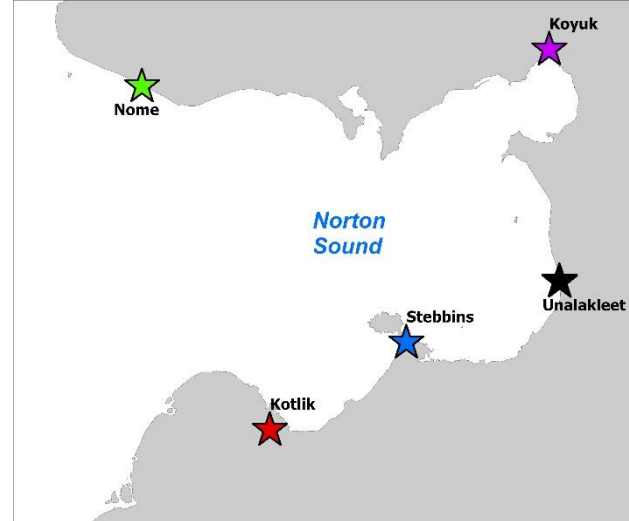 Koyuk
Nome
Norton
Sound
Unalakleet
Stebbins
Kotlik